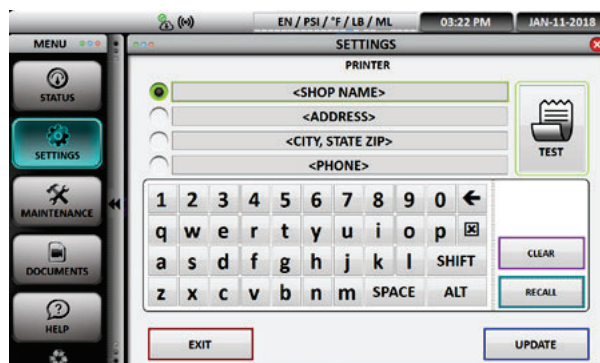 EN / PSI / °F / LB / ML 03:22 PM JAN-11-2018
MENU SETTINGS
PRINTER
STATUS
<SHOP NAME>
<ADDRESS>
<CITY, STATE ZIP>
<PHONE>
TEST
SETTINGS
MAINTENANCE
DOCUMENTS
HELP
1 2 3 4 5 6 7 8 9 0
q w e r t y u i o p
a s d f g h j k l SHIFT
z x c v b n m SPACE ALT
CLEAR
RECALL
EXIT UPDATE